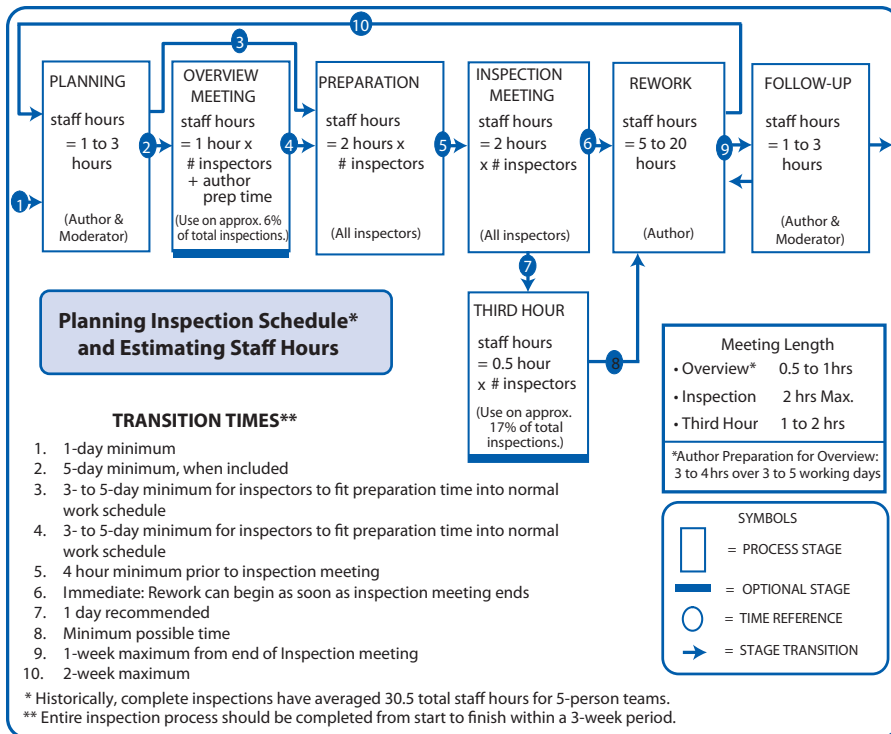 10
3
PLANNING
staff hours
= 1 to 3
hours
(Author &
Moderator)
1
2
OVERVIEW
MEETING
staff hours
= 1 hour x
# inspectors
+ author
prep time
(Use on approx. 6%
of total inspections.)
4
PREPARATION
staff hours
= 2 hours x
# inspectors
(All inspectors)
5
INSPECTION
MEETING
staff hours
= 2 hours
x # inspectors
(All inspectors)
6
7
REWORK
staff hours
= 5 to 20
hours
(Author)
9
FOLLOW-UP
staff hours
= 1 to 3
hours
(Author &
Moderator)
THIRD HOUR
staff hours
= 0.5 hour
x # inspectors
(Use on approx.
17% of total
inspections.)
8
Planning Inspection Schedule*
and Estimating Staff Hours
Meeting Length
• Overview* 0.5 to 1hrs
• Inspection 2 hrs Max.
• Third Hour 1 to 2 hrs
*Author Preparation for Overview:
3 to 4 hrs over 3 to 5 working days
TRANSITION TIMES**
1. 1-day minimum
2. 5-day minimum, when included
3. 3- to 5-day minimum for inspectors to fit preparation time into normal
work schedule
4. 3- to 5-day minimum for inspectors to fit preparation time into normal
work schedule
5. 4 hour minimum prior to inspection meeting
6. Immediate: Rework can begin as soon as inspection meeting ends
7. 1 day recommended
8. Minimum possible time
9. 1-week maximum from end of Inspection meeting
10. 2-week maximum
SYMBOLS
= PROCESS STAGE
= OPTIONAL STAGE
= TIME REFERENCE
= STAGE TRANSITION
* Historically, complete inspections have averaged 30.5 total staff hours for 5-person teams.
** Entire inspection process should be completed from start to finish within a 3-week period.